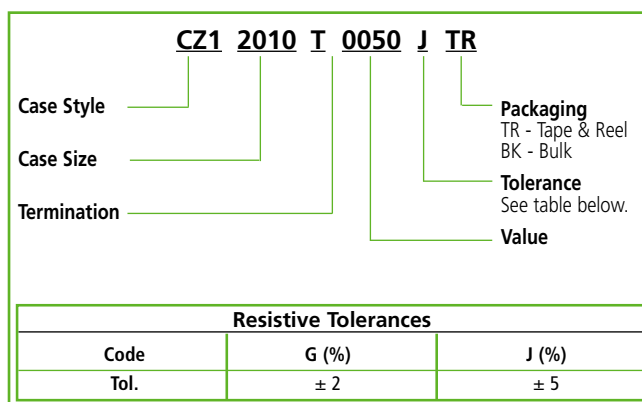 CZ1 2010 T 0050 J TR
Case Style
Case Size
Termination
Packaging
TR - Tape & Reel
BK - Bulk
Tolerance
See table below.
Value
Resistive Tolerances
Code G (%) J (%)
Tol. ± 2 ± 5